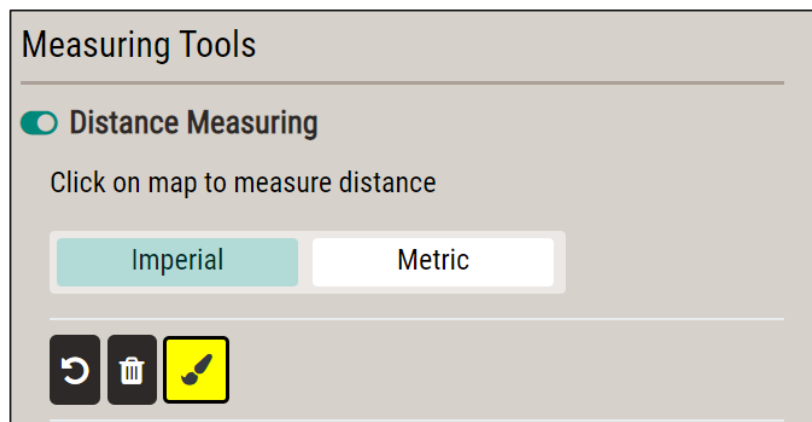 Measuring Tools
Distance Measuring
Click on map to measure distance
Imperial Metric